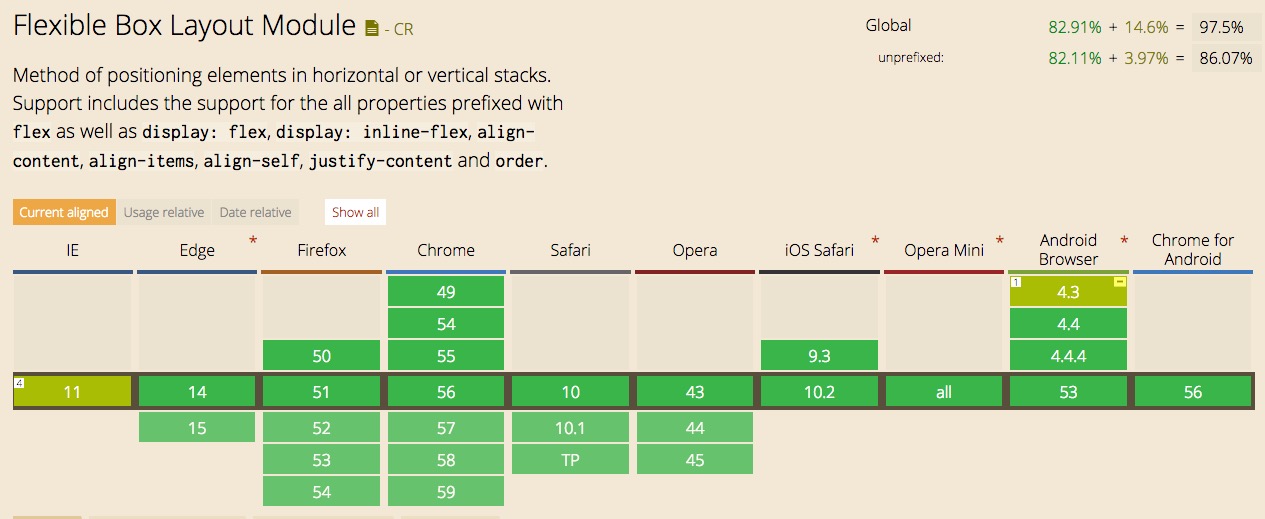 Flexible Box Layout Module - CR
Global 82.91% + 14.6% = 97.5%
unprefixed: 82.11% + 3.97% = 86.07%
Method of positioning elements in horizontal or vertical stacks.
Support includes the support for the all properties prefixed with
flex as well as display: flex, display: inline-flex, align-
content, align-items, align-self, justify-content and order.
Current aligned Usage relative Date relative Show all
IE Edge * Firefox Chrome Safari Opera iOS Safari * Opera Mini * Android Browser * Chrome for Android
49 1 4.3 -
54 4.4
50 55 9.3 4.4.4
4 11 14 51 56 10 43 10.2 all 53 56
15 52 57 10.1 44
53 58 TP 45
54 59